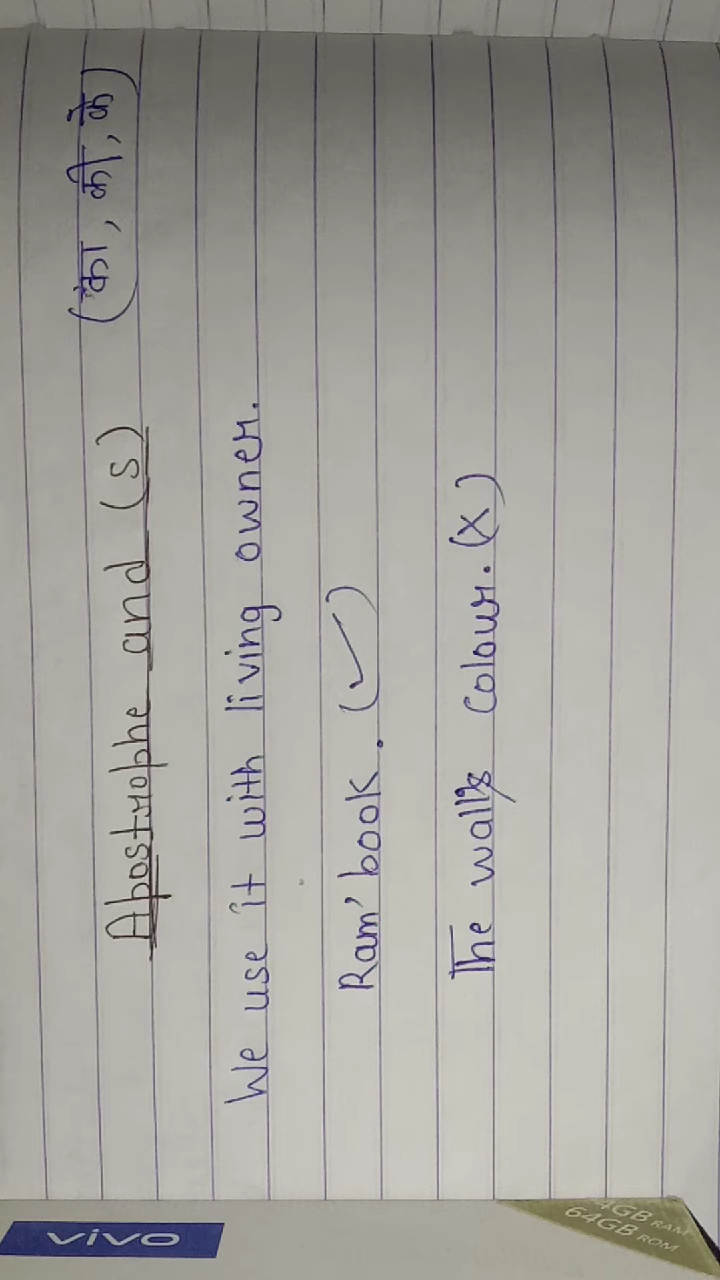 Apostrophe and (s) (का, की, के)
We use it with living owner.
Ram' book. (✓)
The wall's colour. (X)
vivo
4GB RAM
64GB ROM